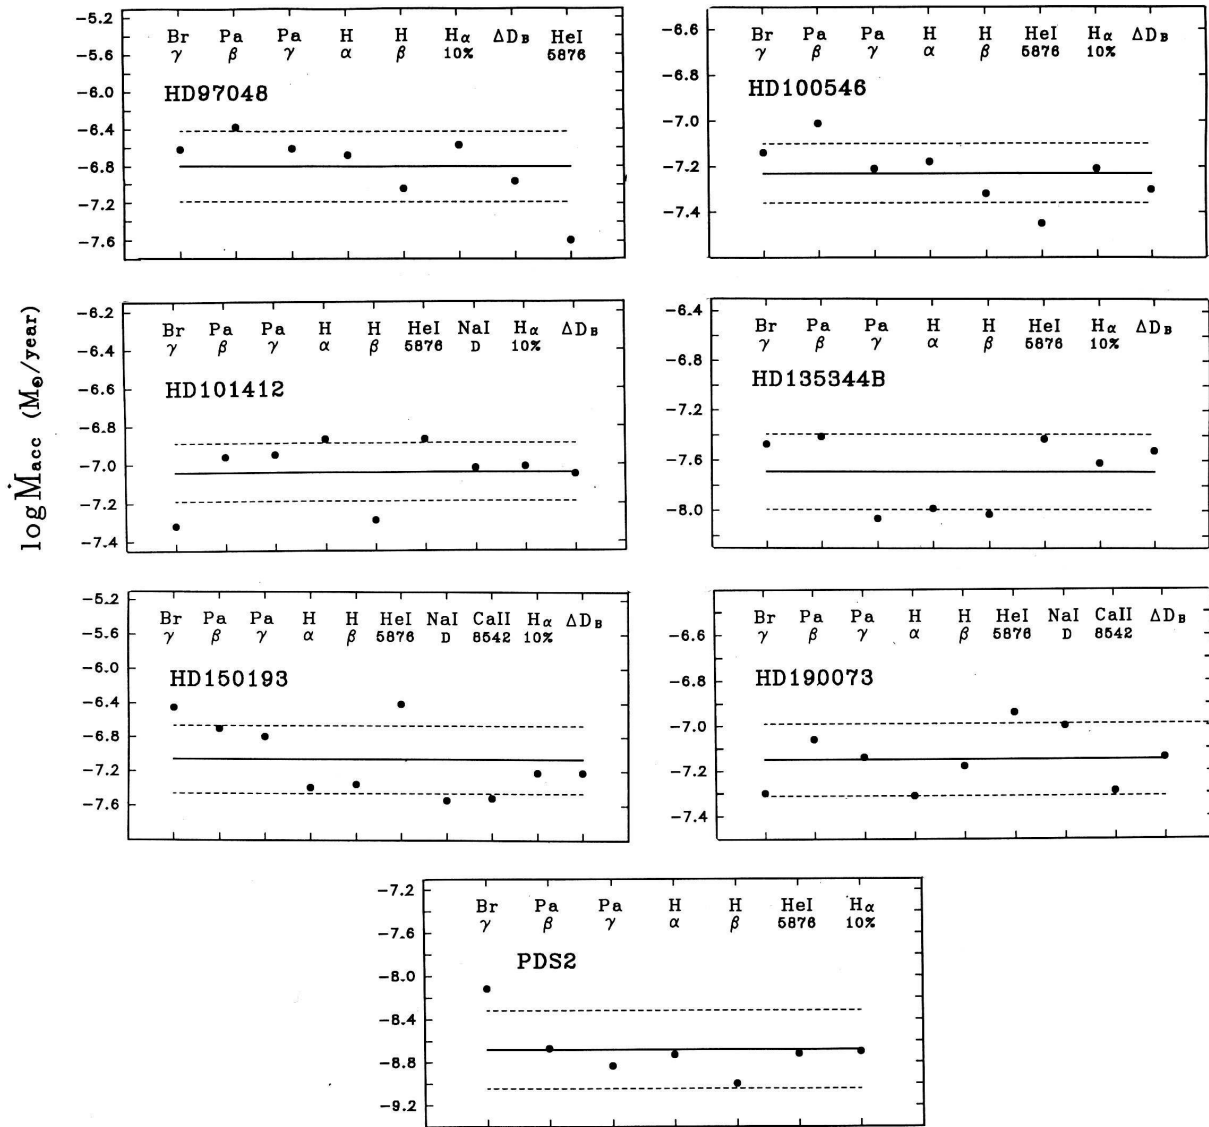 log Ṁacc (M⊙/year)
-5.2
-5.6
-6.0
-6.4
-6.8
-7.2
-7.6
Br Pa Pa H H Hα ΔDB HeI
γ β γ α β 10% 5876
HD97048
-6.6
-6.8
-7.0
-7.2
-7.4
Br Pa Pa H H HeI Hα ΔDB
γ β γ α β 5876 10%
HD100546
-6.2
-6.4
-6.6
-6.8
-7.0
-7.2
-7.4
Br Pa Pa H H HeI NaI Hα ΔDB
γ β γ α β 5876 D 10%
HD101412
-6.4
-6.8
-7.2
-7.6
-8.0
Br Pa Pa H H HeI Hα ΔDB
γ β γ α β 5876 10%
HD135344B
-5.2
-5.6
-6.0
-6.4
-6.8
-7.2
-7.6
Br Pa Pa H H HeI NaI CaII Hα ΔDB
γ β γ α β 5876 D 8542 10%
HD150193
-6.6
-6.8
-7.0
-7.2
-7.4
Br Pa Pa H H HeI NaI CaII ΔDB
γ β γ α β 5876 D 8542
HD190073
-7.2
-7.6
-8.0
-8.4
-8.8
-9.2
Br Pa Pa H H HeI Hα
γ β γ α β 5876 10%
PDS2